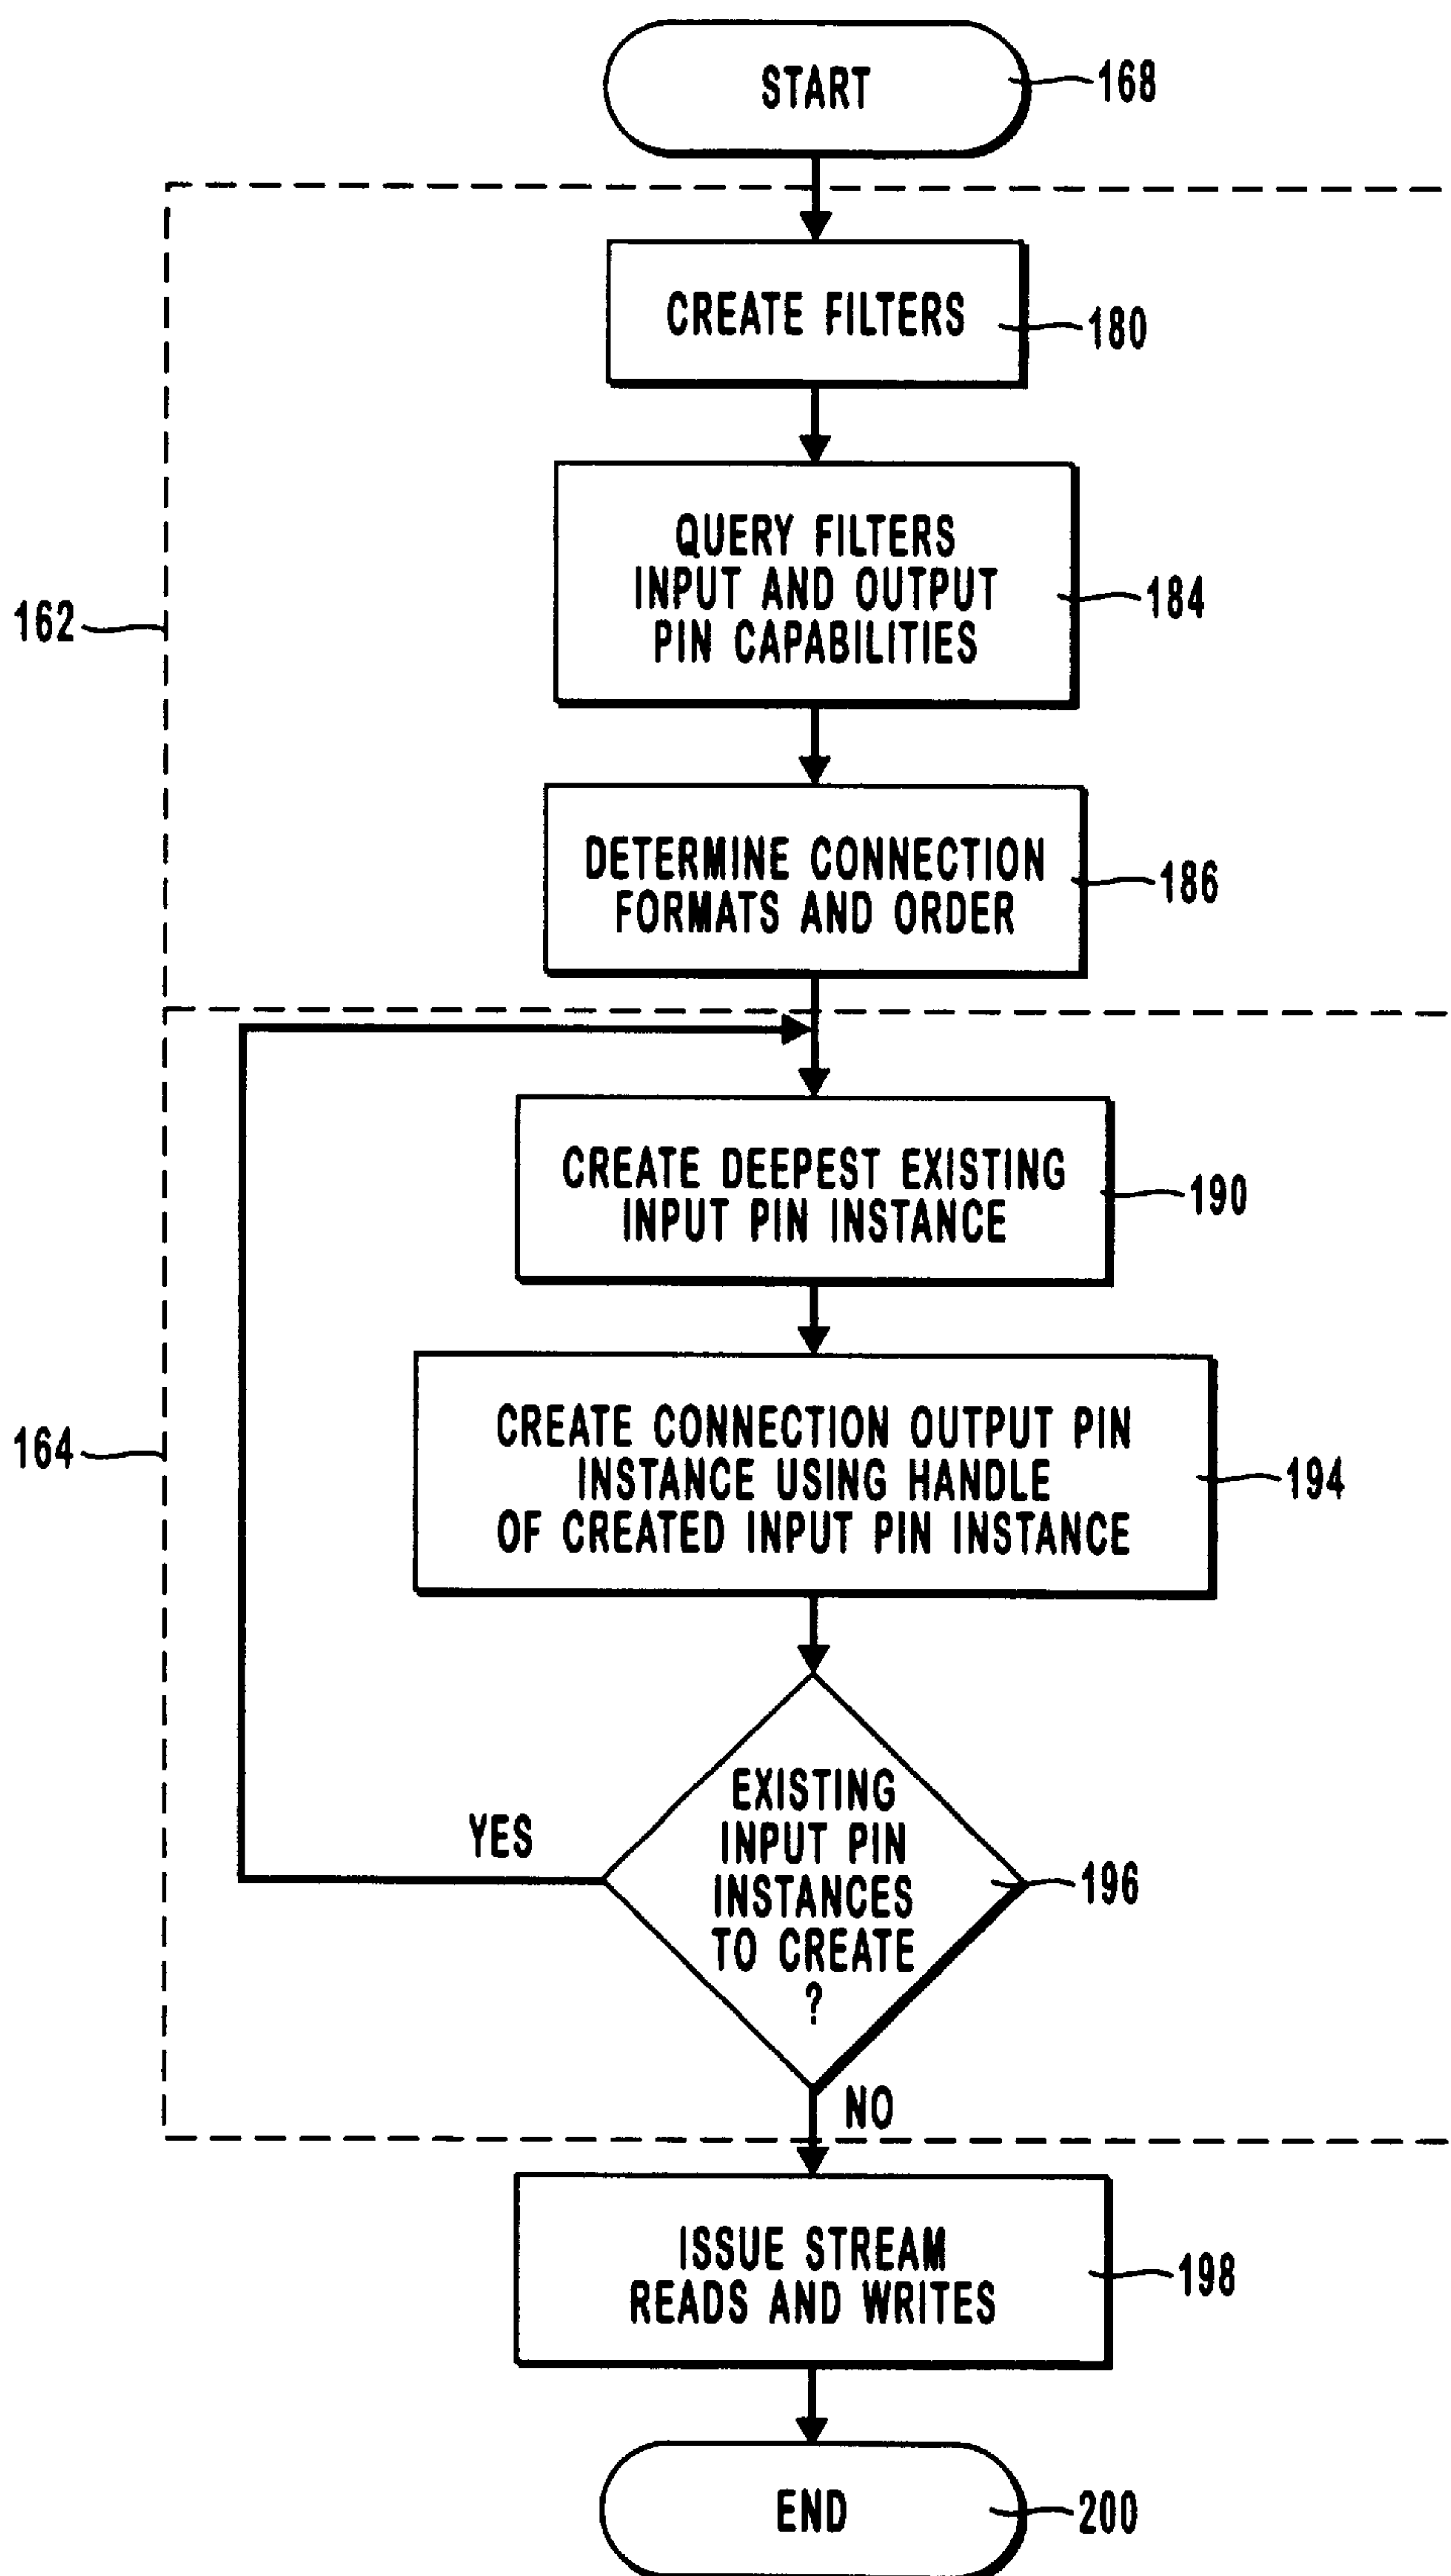 START
168
CREATE FILTERS
180
QUERY FILTERS
INPUT AND OUTPUT
PIN CAPABILITIES
184
162
DETERMINE CONNECTION
FORMATS AND ORDER
186
CREATE DEEPEST EXISTING
INPUT PIN INSTANCE
190
CREATE CONNECTION OUTPUT PIN
INSTANCE USING HANDLE
OF CREATED INPUT PIN INSTANCE
194
164
EXISTING
INPUT PIN
INSTANCES
TO CREATE
?
196
YES
NO
ISSUE STREAM
READS AND WRITES
198
END
200